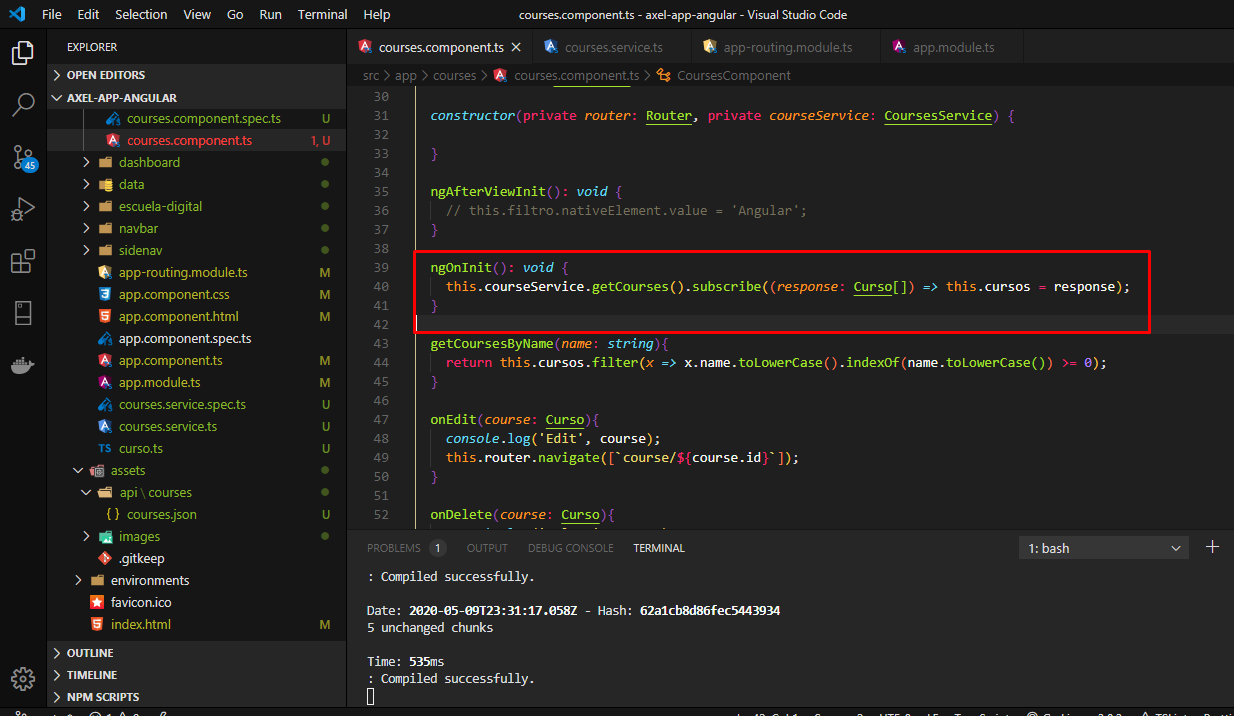 File Edit Selection View Go Run Terminal Help courses.component.ts - axel-app-angular - Visual Studio Code
EXPLORER
OPEN EDITORS
AXEL-APP-ANGULAR
courses.component.spec.ts U
courses.component.ts 1, U
dashboard
data
escuela-digital
navbar
sidenav
app-routing.module.ts M
app.component.css M
app.component.html M
app.component.spec.ts
app.component.ts M
app.module.ts M
courses.service.spec.ts U
courses.service.ts U
TS curso.ts U
assets
api \ courses
{ } courses.json U
images
.gitkeep
environments
favicon.ico
index.html M
OUTLINE
TIMELINE
NPM SCRIPTS
45
courses.component.ts courses.service.ts app-routing.module.ts app.module.ts
src > app > courses > courses.component.ts > CoursesComponent
30
31 constructor(private router: Router, private courseService: CoursesService) {
32
33 }
34
35 ngAfterViewInit(): void {
36 // this.filtro.nativeElement.value = 'Angular';
37 }
38
39 ngOnInit(): void {
40 this.courseService.getCourses().subscribe((response: Curso[]) => this.cursos = response);
41 }
42
43 getCoursesByName(name: string){
44 return this.cursos.filter(x => x.name.toLowerCase().indexOf(name.toLowerCase()) >= 0);
45 }
46
47 onEdit(course: Curso){
48 console.log('Edit', course);
49 this.router.navigate([`course/${course.id}`]);
50 }
51
52 onDelete(course: Curso){
PROBLEMS 1 OUTPUT DEBUG CONSOLE TERMINAL 1: bash
: Compiled successfully.
Date: 2020-05-09T23:31:17.058Z - Hash: 62a1cb8d86fec5443934
5 unchanged chunks
Time: 535ms
: Compiled successfully.